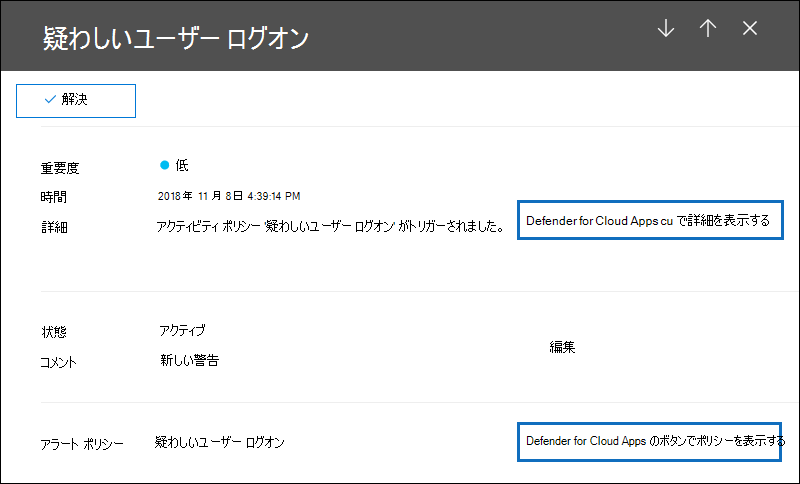 疑わしいユーザー ログオン
解決
重要度 低
時間 2018 年 11 月 8日 4:39:14 PM
詳細 アクティビティ ポリシー '疑わしいユーザー ログオン' がトリガーされました。 Defender for Cloud Apps cu で詳細を表示する
状態 アクティブ
コメント 新しい警告 編集
アラート ポリシー 疑わしいユーザー ログオン Defender for Cloud Apps のボタンでポリシーを表示する